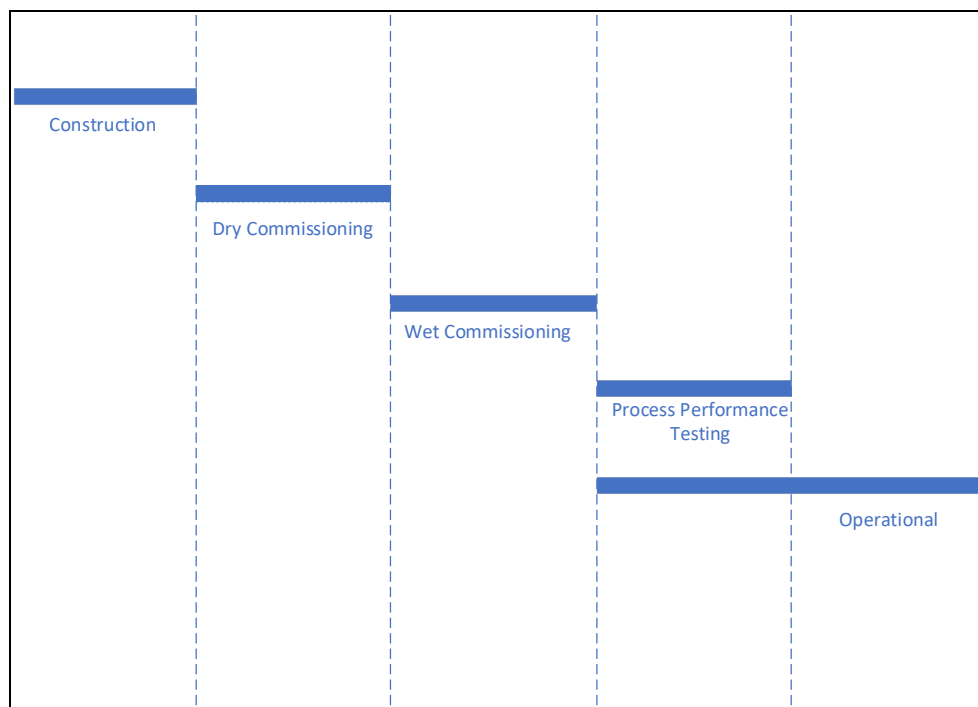 Construction
Dry Commissioning
Wet Commissioning
Process Performance
Testing
Operational